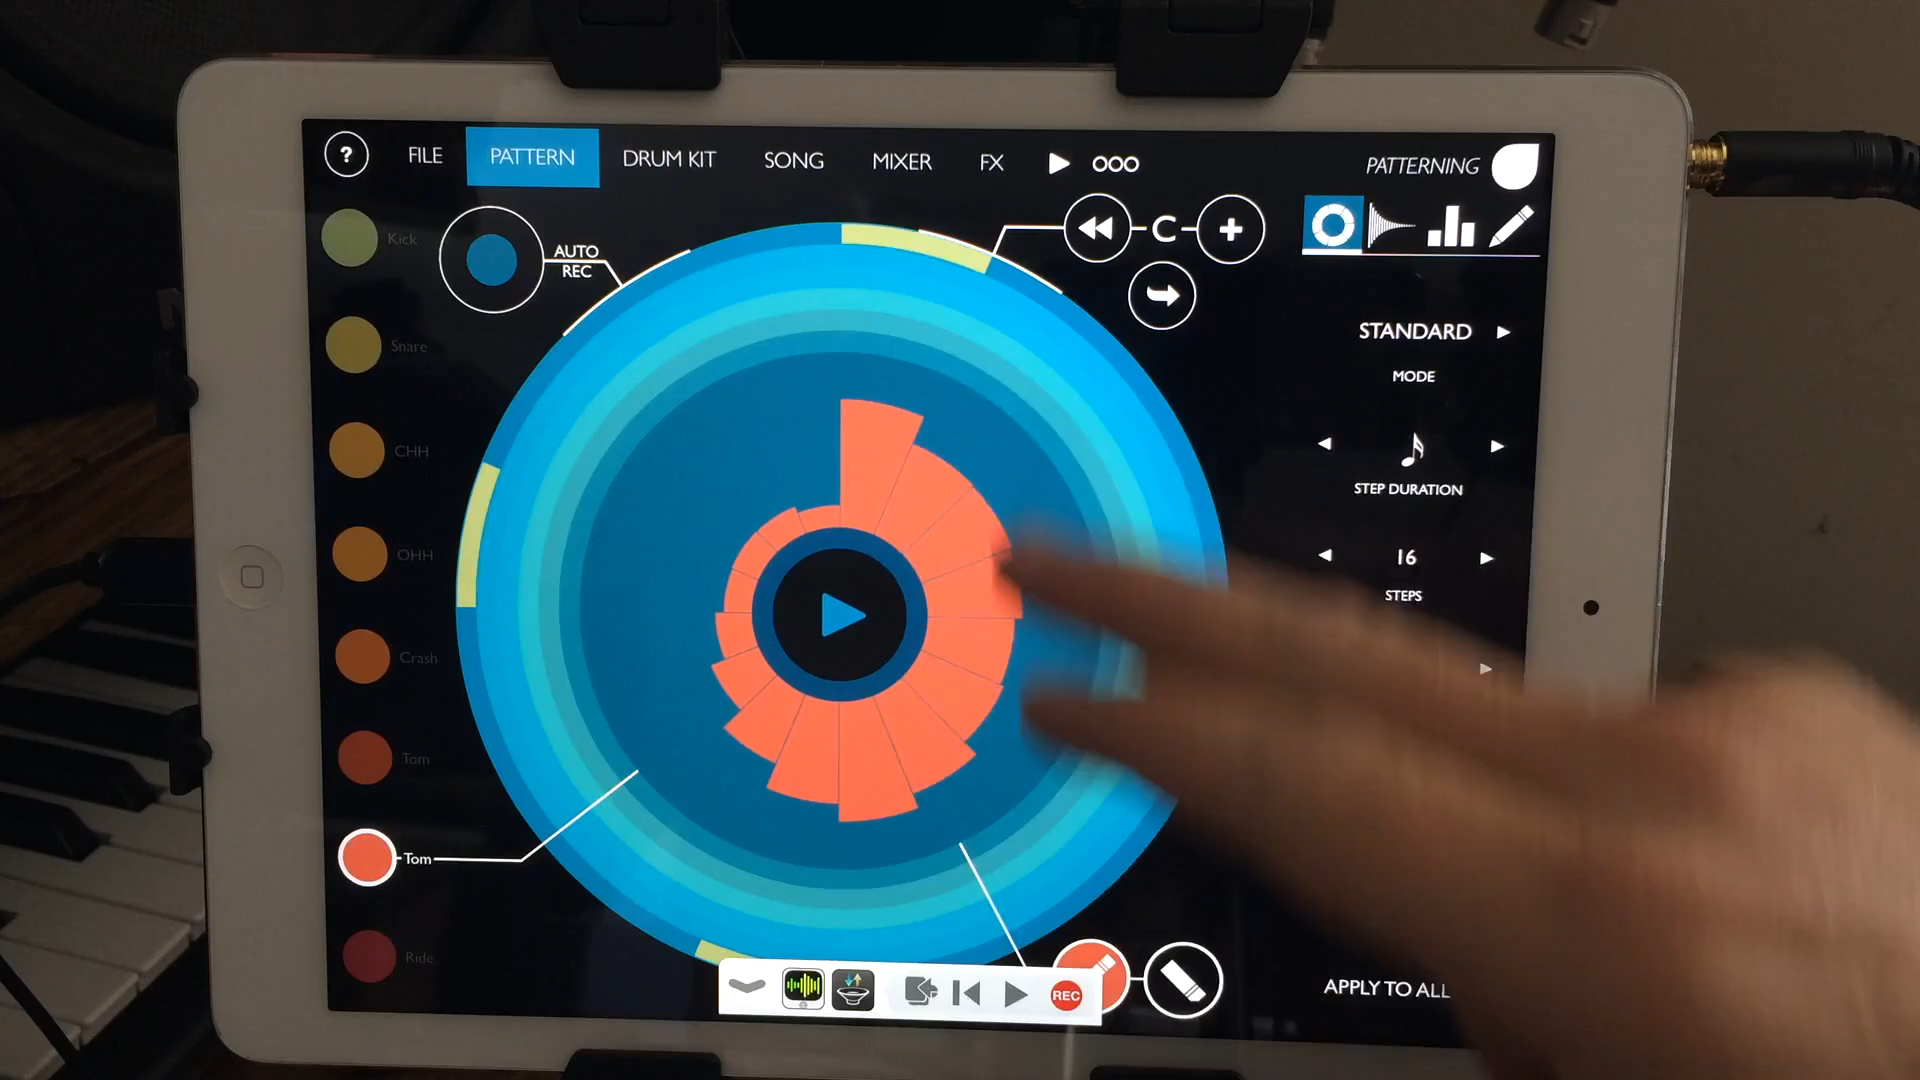 ? FILE PATTERN DRUM KIT SONG MIXER FX PATTERNING
Kick
AUTO
REC
C
Snare
STANDARD
MODE
CHH
STEP DURATION
OHH
16
STEPS
Crash
Tom
Tom
Ride
REC
APPLY TO ALL